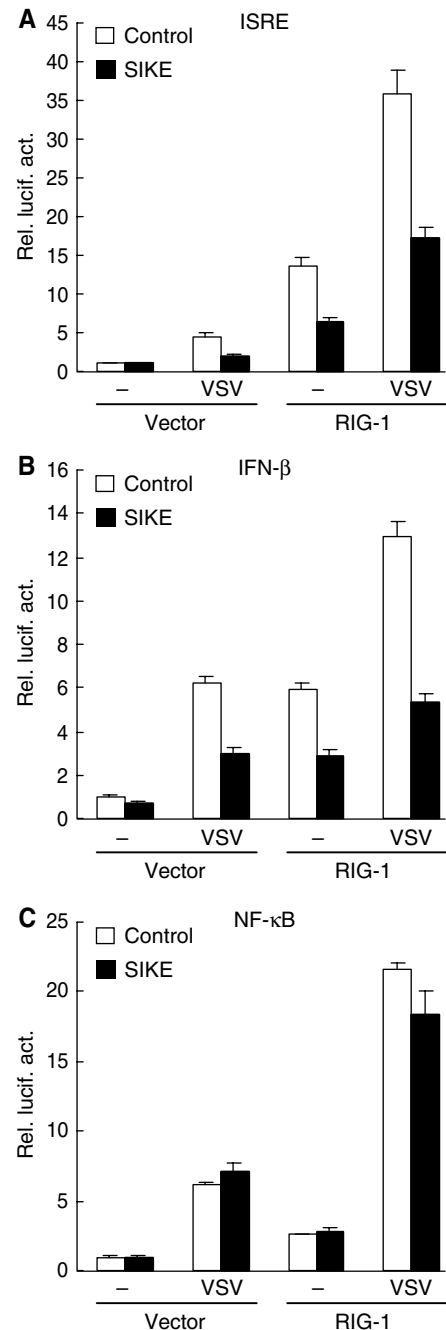 A
ISRE
Control
SIKE
Rel. lucif. act.
45
40
35
30
25
20
15
10
5
0
– VSV – VSV
Vector RIG-1
B
IFN-β
Control
SIKE
Rel. lucif. act.
16
14
12
10
8
6
4
2
0
– VSV – VSV
Vector RIG-1
C
NF-κB
Control
SIKE
Rel. lucif. act.
25
20
15
10
5
0
– VSV – VSV
Vector RIG-1